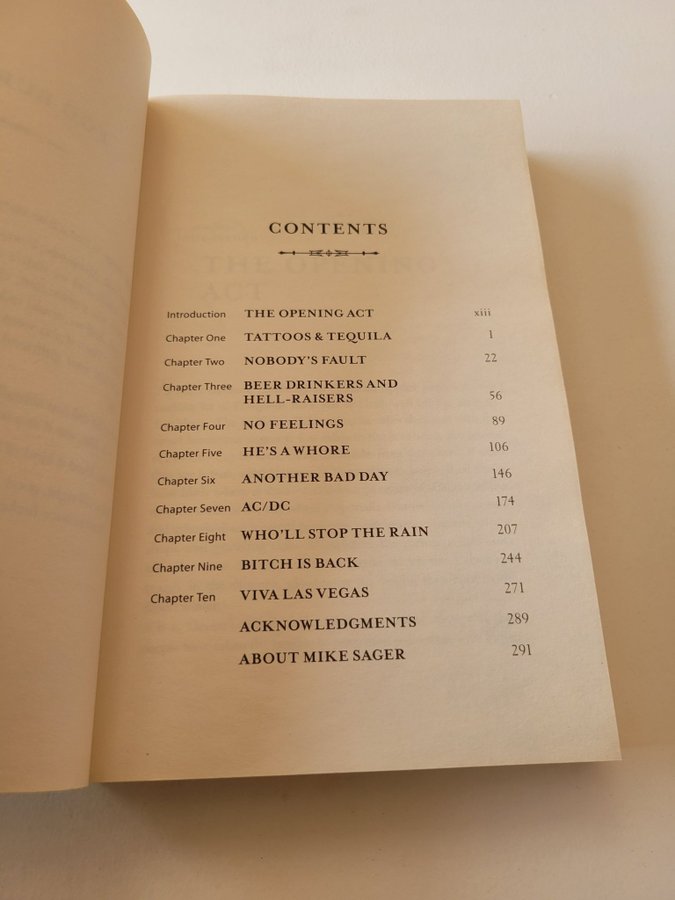 CONTENTS
Introduction THE OPENING ACT xiii
Chapter One TATTOOS & TEQUILA 1
Chapter Two NOBODY'S FAULT 22
Chapter Three BEER DRINKERS AND
HELL-RAISERS 56
Chapter Four NO FEELINGS 89
Chapter Five HE'S A WHORE 106
Chapter Six ANOTHER BAD DAY 146
Chapter Seven AC/DC 174
Chapter Eight WHO'LL STOP THE RAIN 207
Chapter Nine BITCH IS BACK 244
Chapter Ten VIVA LAS VEGAS 271
ACKNOWLEDGMENTS 289
ABOUT MIKE SAGER 291